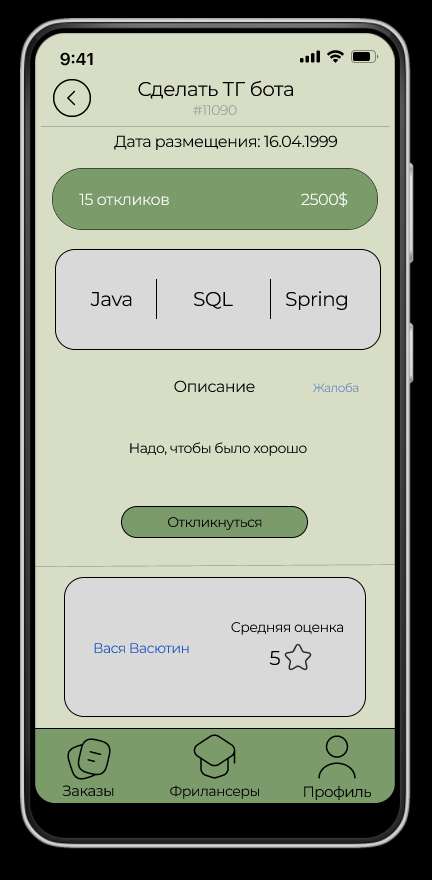 9:41
Сделать ТГ бота
#11090
Дата размещения: 16.04.1999
15 откликов 2500$
Java SQL Spring
Описание Жалоба
Надо, чтобы было хорошо
Откликнуться
Средняя оценка
Вася Васютин 5
Заказы Фрилансеры Профиль